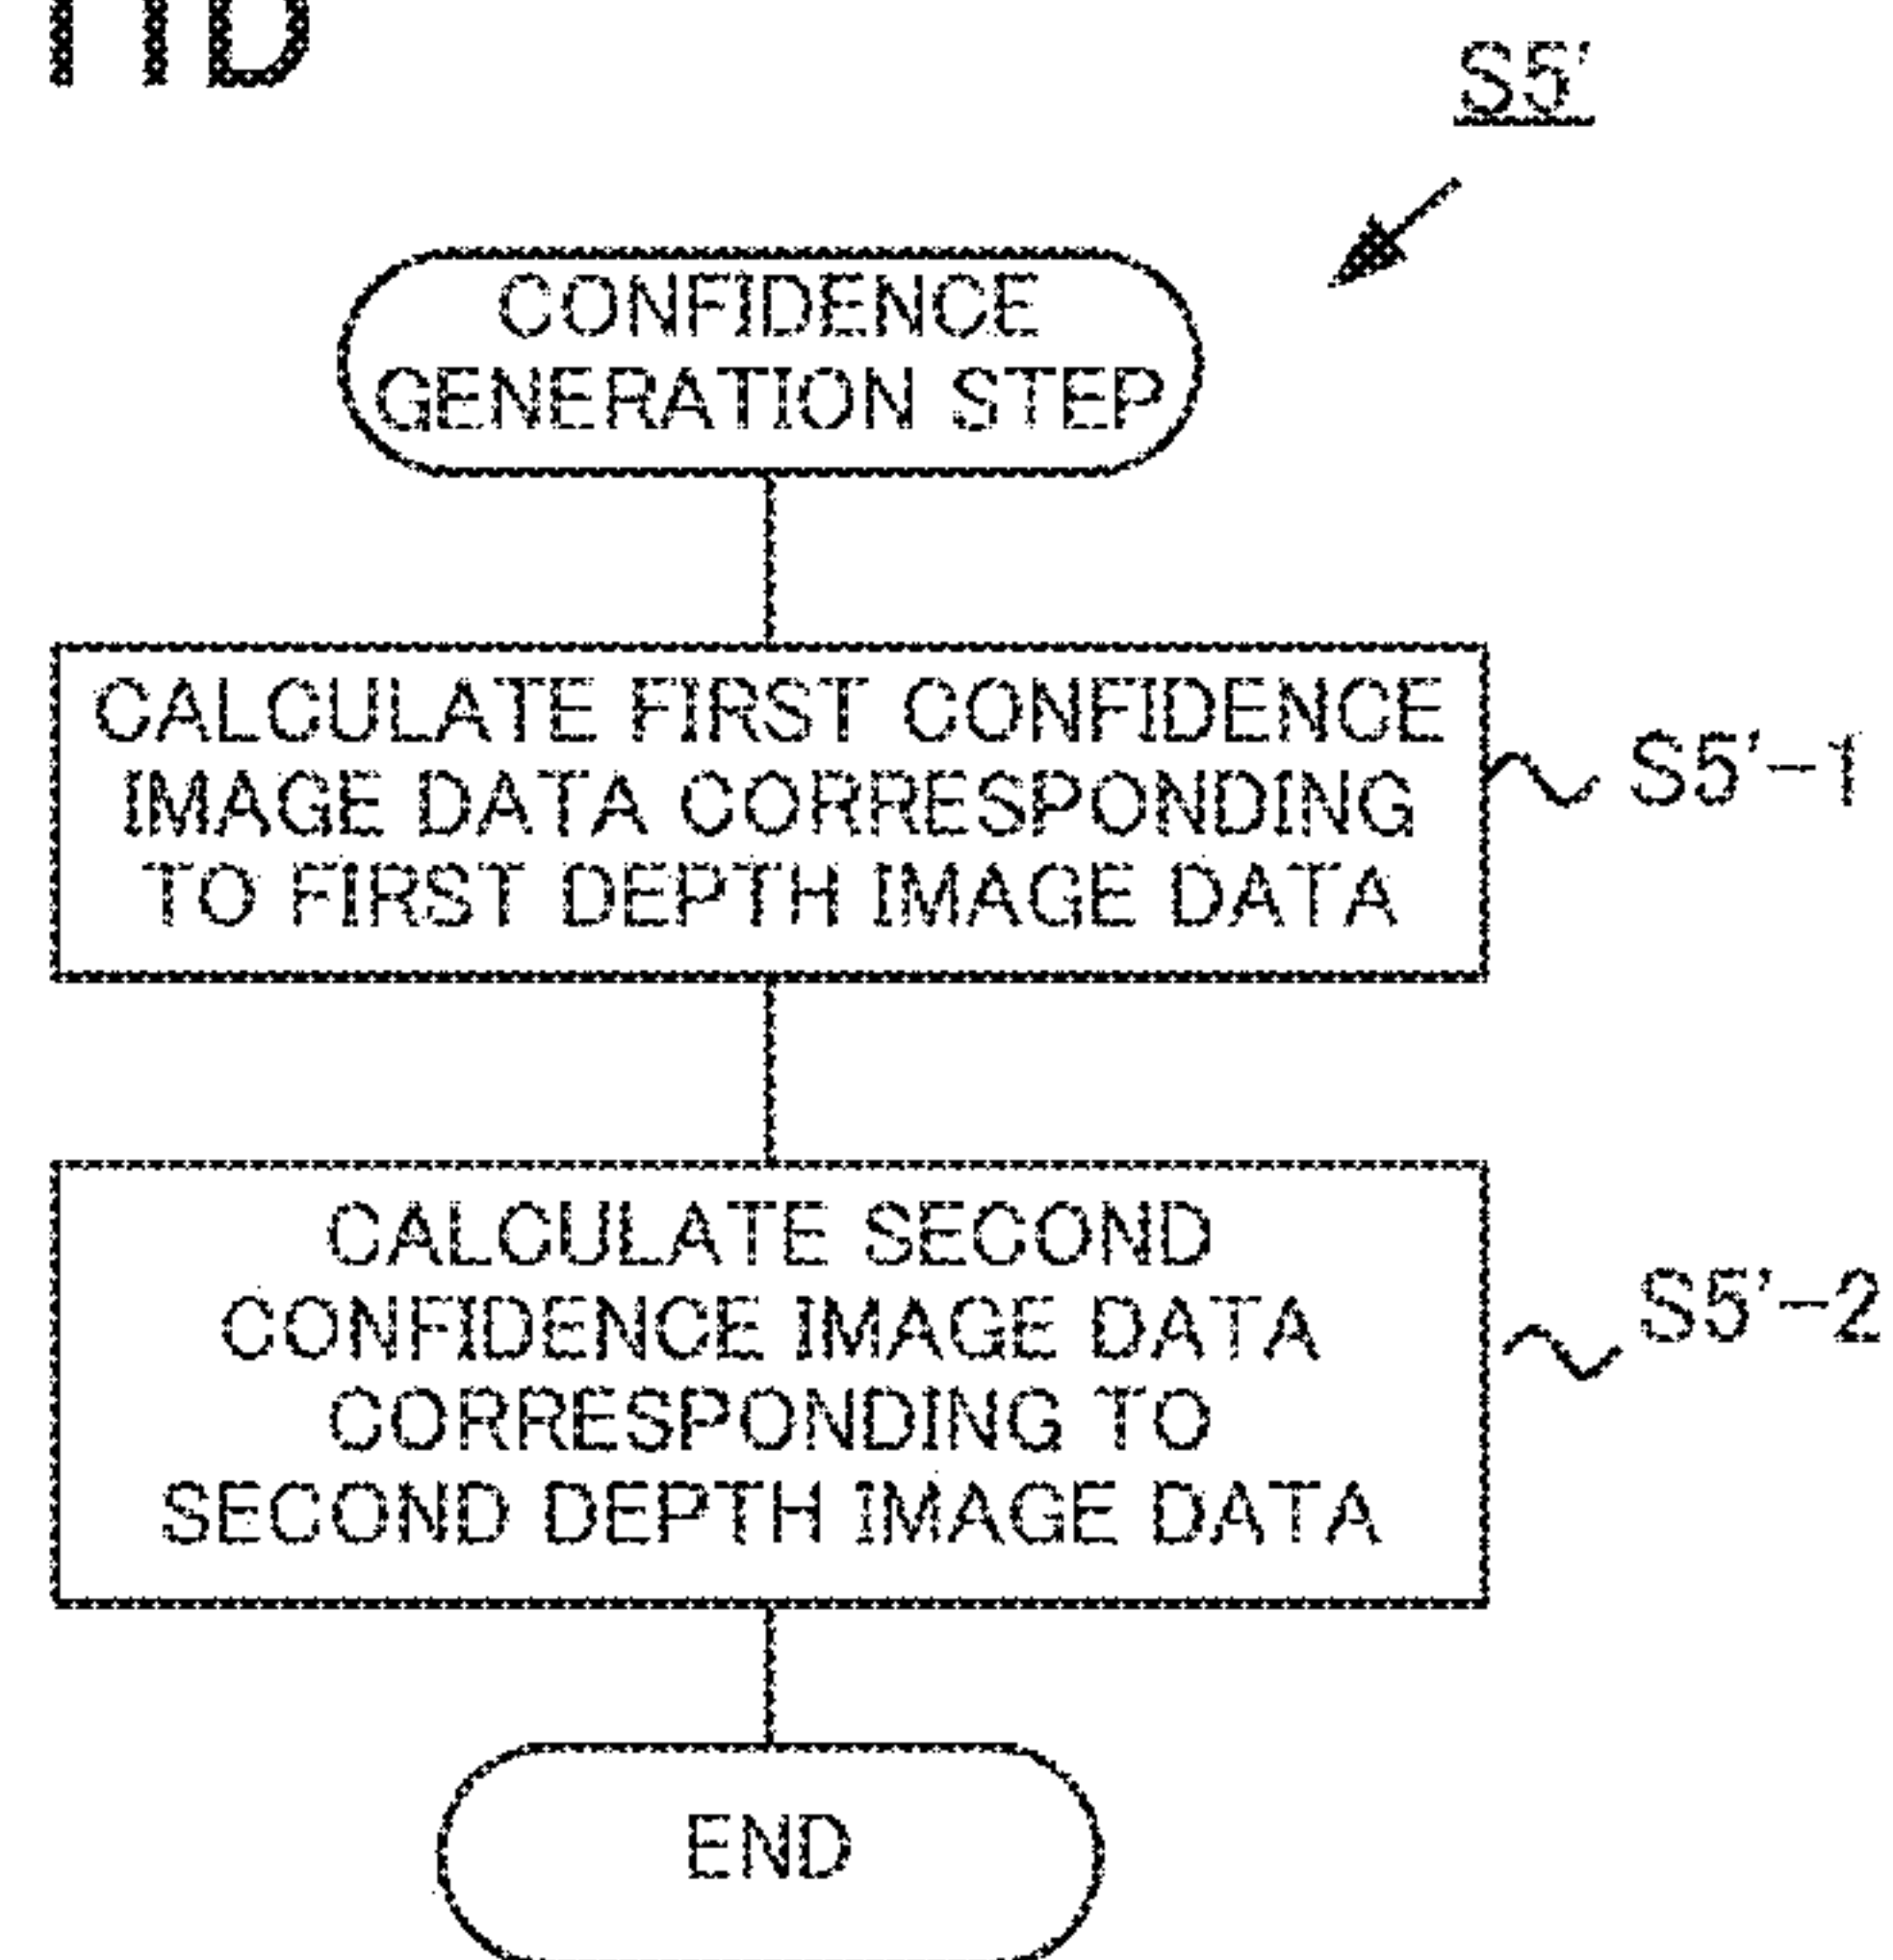 S5'
CONFIDENCE
GENERATION STEP
CALCULATE FIRST CONFIDENCE
IMAGE DATA CORRESPONDING
TO FIRST DEPTH IMAGE DATA
S5'-1
CALCULATE SECOND
CONFIDENCE IMAGE DATA
CORRESPONDING TO
SECOND DEPTH IMAGE DATA
S5'-2
END